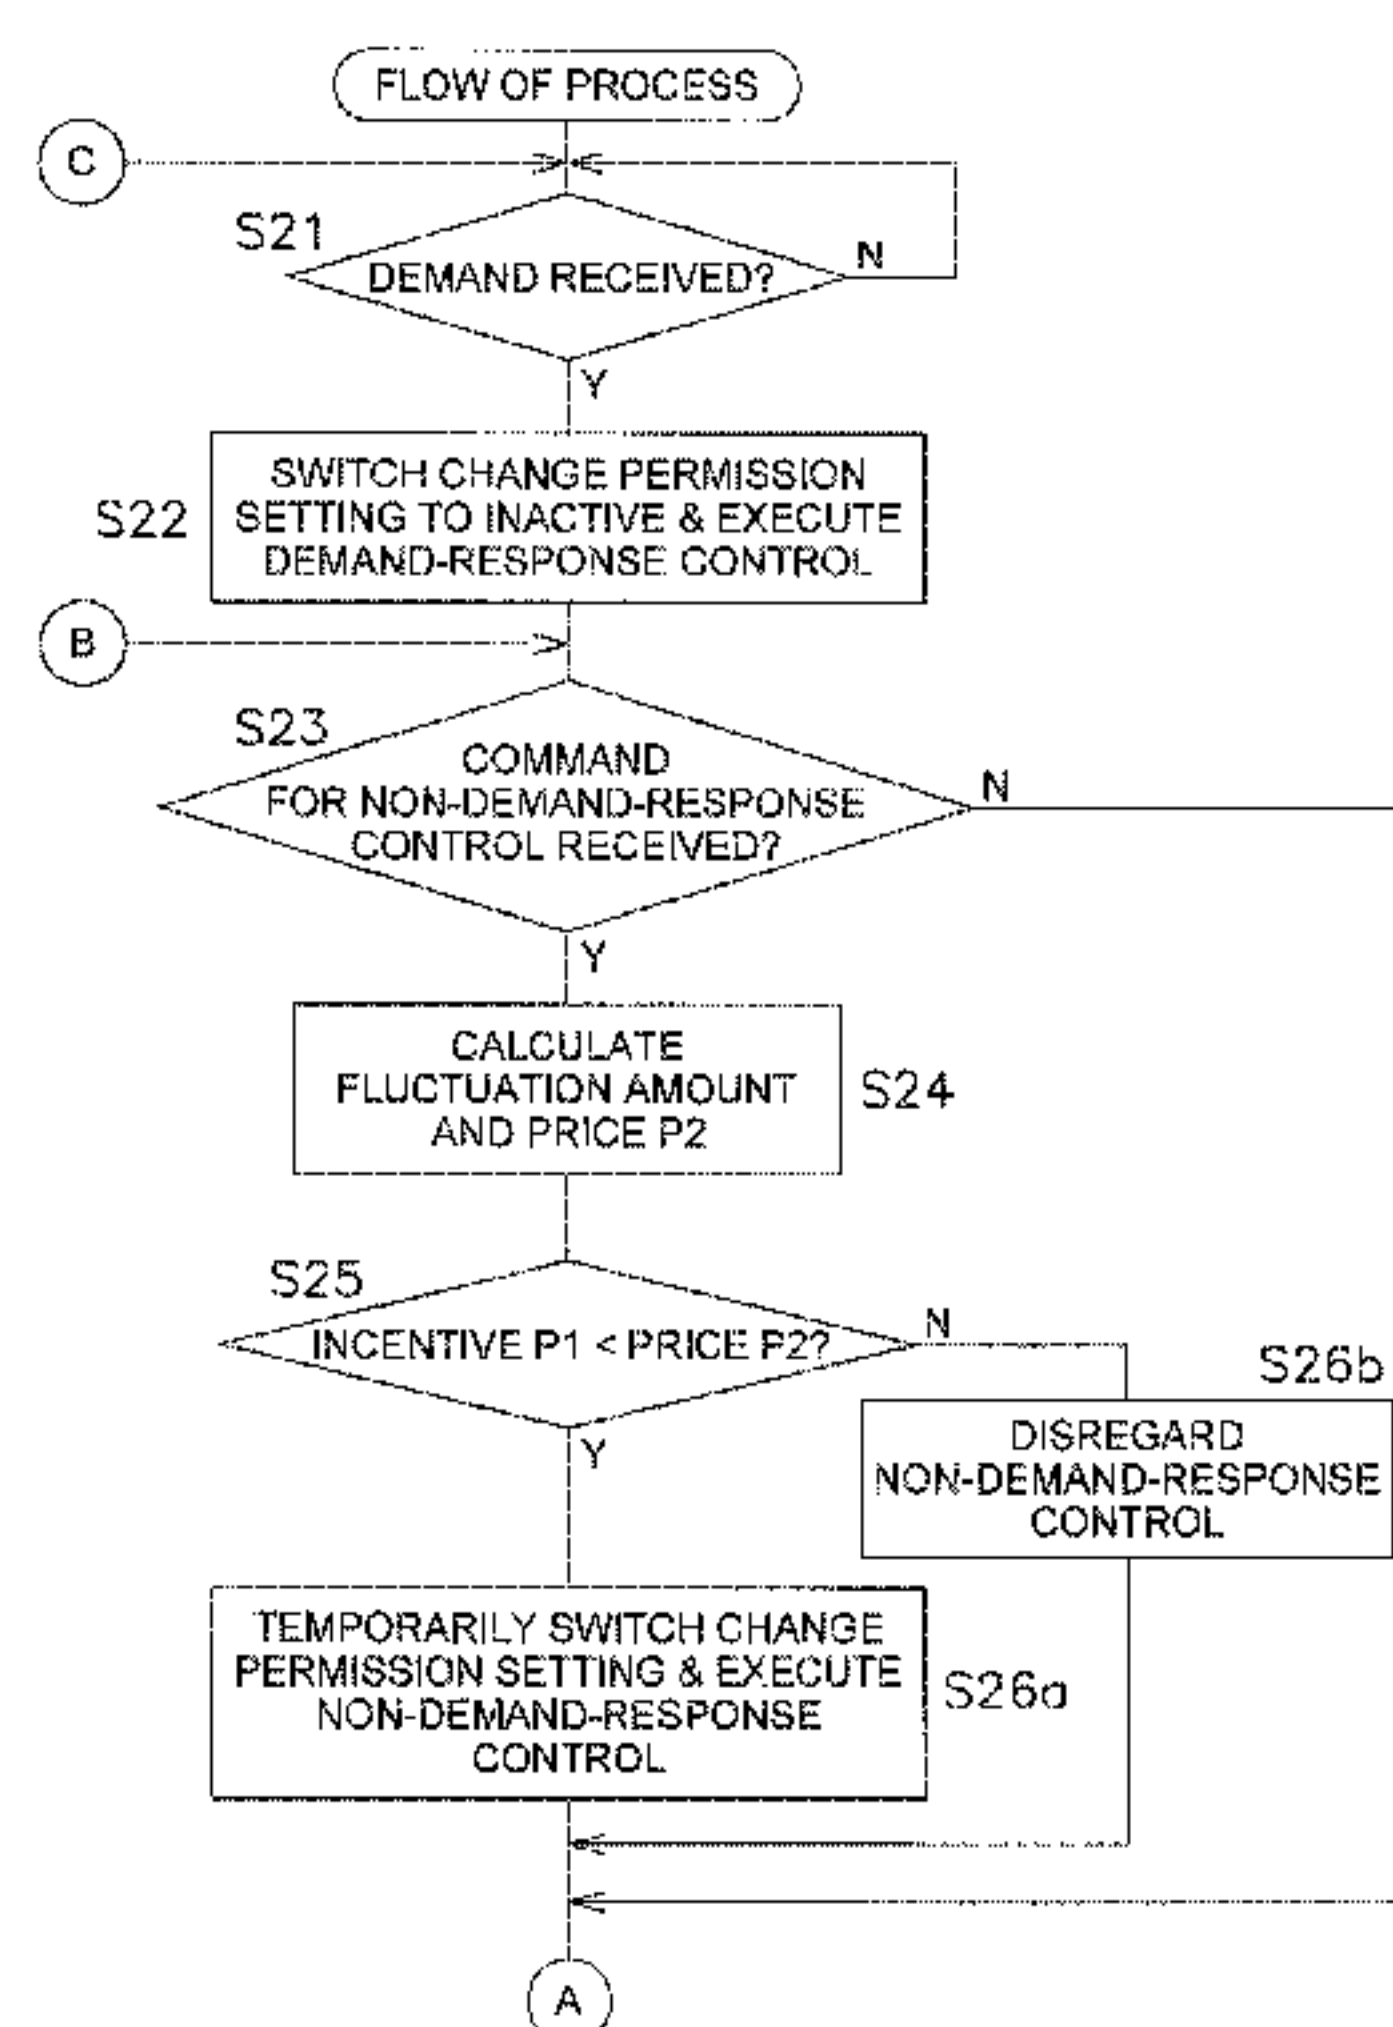 FLOW OF PROCESS
C
S21
DEMAND RECEIVED?
N
Y
S22
SWITCH CHANGE PERMISSION
SETTING TO INACTIVE & EXECUTE
DEMAND-RESPONSE CONTROL
B
S23
COMMAND
FOR NON-DEMAND-RESPONSE
CONTROL RECEIVED?
N
Y
CALCULATE
FLUCTUATION AMOUNT
AND PRICE P2
S24
S25
INCENTIVE P1 < PRICE P2?
N
Y
S26b
DISREGARD
NON-DEMAND-RESPONSE
CONTROL
TEMPORARILY SWITCH CHANGE
PERMISSION SETTING & EXECUTE
NON-DEMAND-RESPONSE
CONTROL
S26a
A